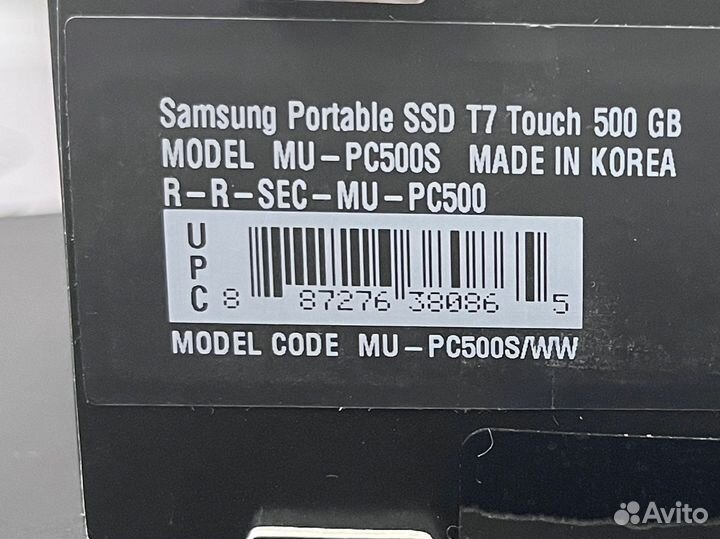 Samsung Portable SSD T7 Touch 500 GB
MODEL MU-PC500S MADE IN KOREA
R-R-SEC-MU-PC500
UPC
8 87276 38086 5
MODEL CODE MU-PC500S/WW
Avito